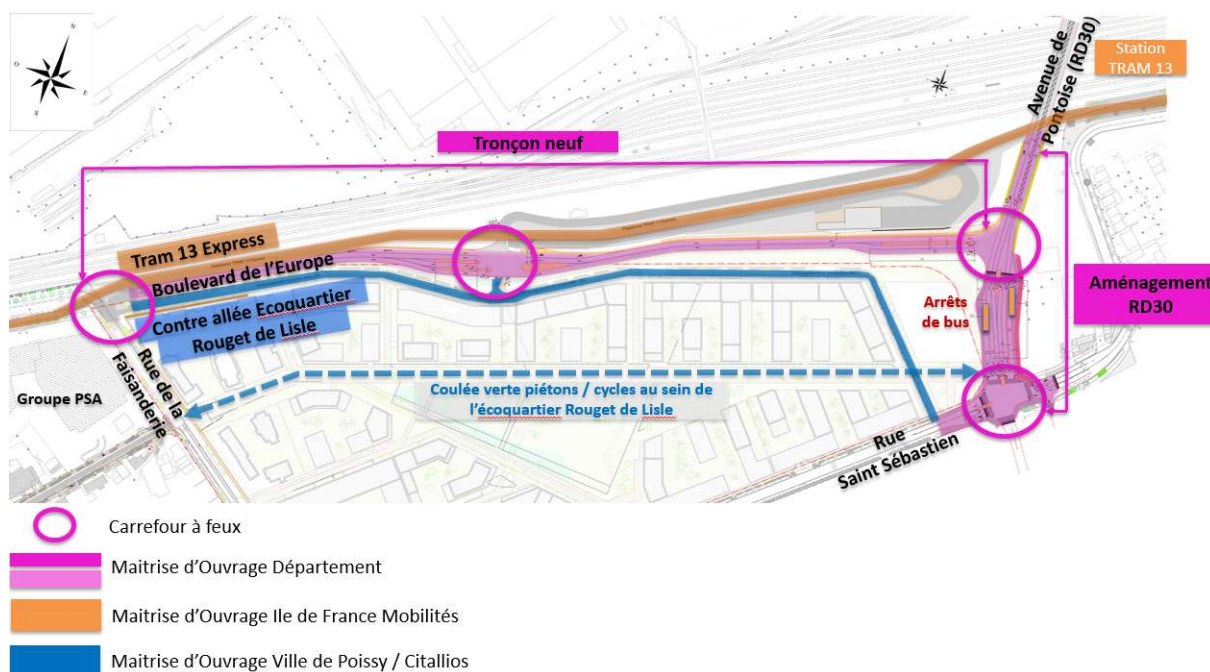 N
O
E
S
Avenue de
Pontoise (RD30)
Station
TRAM 13
Tronçon neuf
Tram 13 Express
Boulevard de l'Europe
Contre allée Ecoquartier
Rouget de Lisle
Arrêts
de bus
Aménagement
RD30
Groupe PSA
Rue de la
Faisanderie
Coulée verte piétons / cycles au sein de
l'écoquartier Rouget de Lisle
Rue
Saint Sébastien
Carrefour à feux
Maitrise d'Ouvrage Département
Maitrise d'Ouvrage Ile de France Mobilités
Maitrise d'Ouvrage Ville de Poissy / Citallios